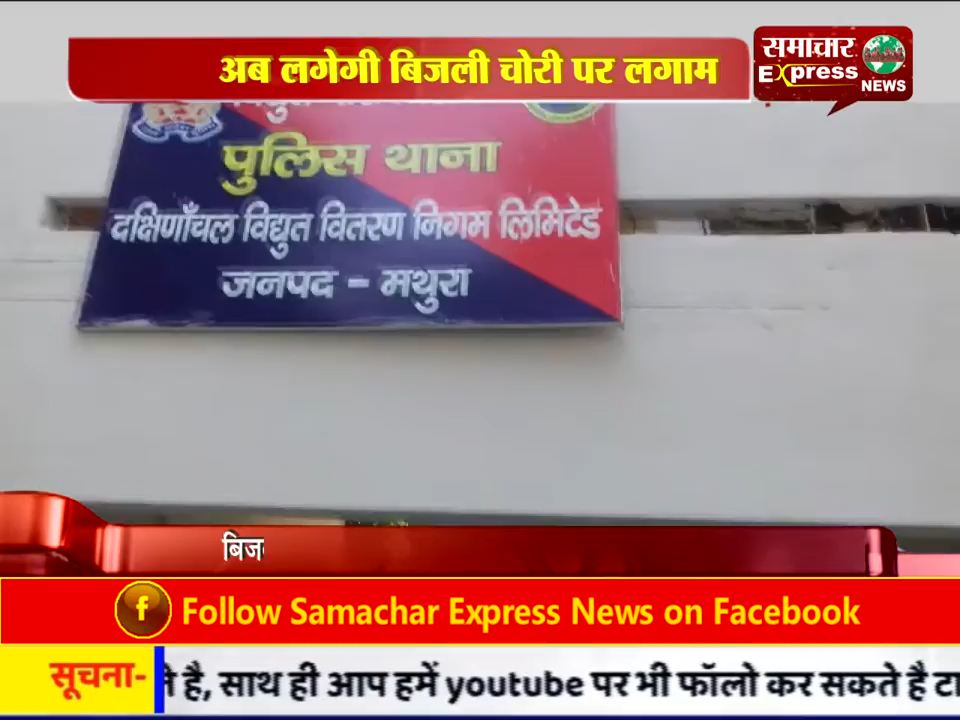 अब लगेगी बिजली चोरी पर लगाम
समाचार
Express
NEWS
पुलिस थाना
दक्षिणाँचल विद्युत वितरण निगम लिमिटेड
जनपद - मथुरा
बिज
f Follow Samachar Express News on Facebook
सूचना- है, साथ ही आप हमें youtube पर भी फॉलो कर सकते है टा